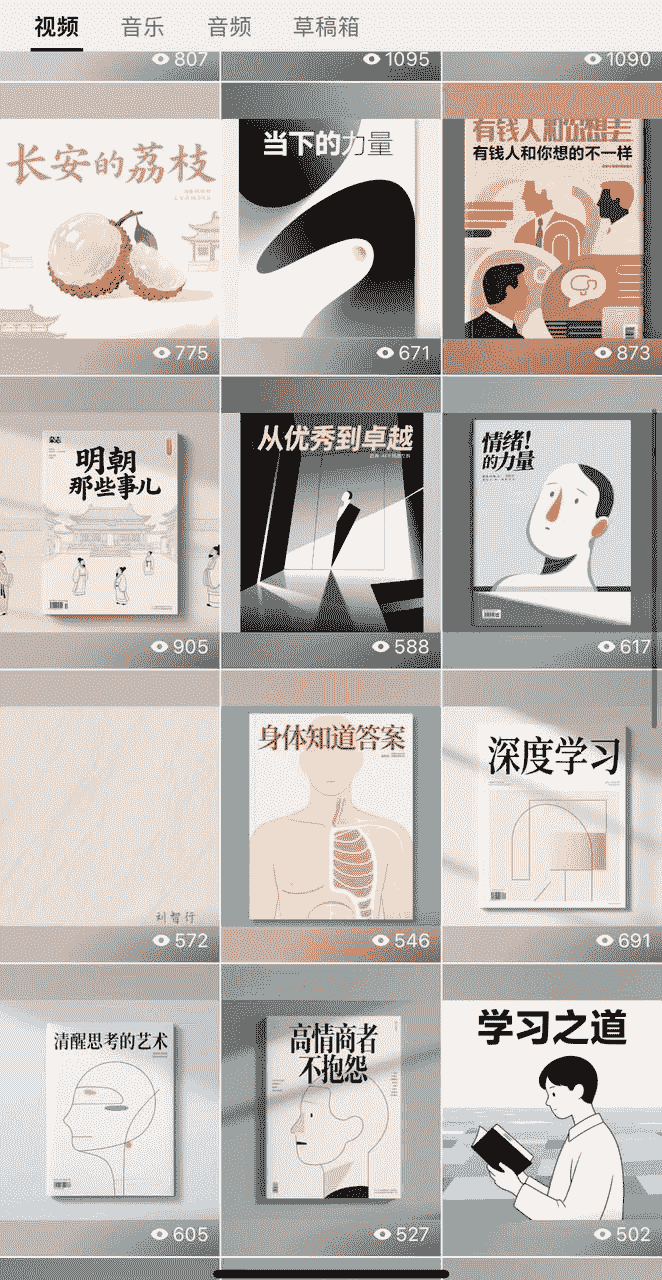 视频 音乐 音频 草稿箱
807 1095 1090
长安的荔枝
775
当下的力量
671
有钱人和你想的不一样
873
杂志
明朝
那些事儿
905
从优秀到卓越
588
情绪!
的力量
617
刘智行
572
身体知道答案
546
深度学习
691
清醒思考的艺术
605
高情商者
不抱怨
527
学习之道
502